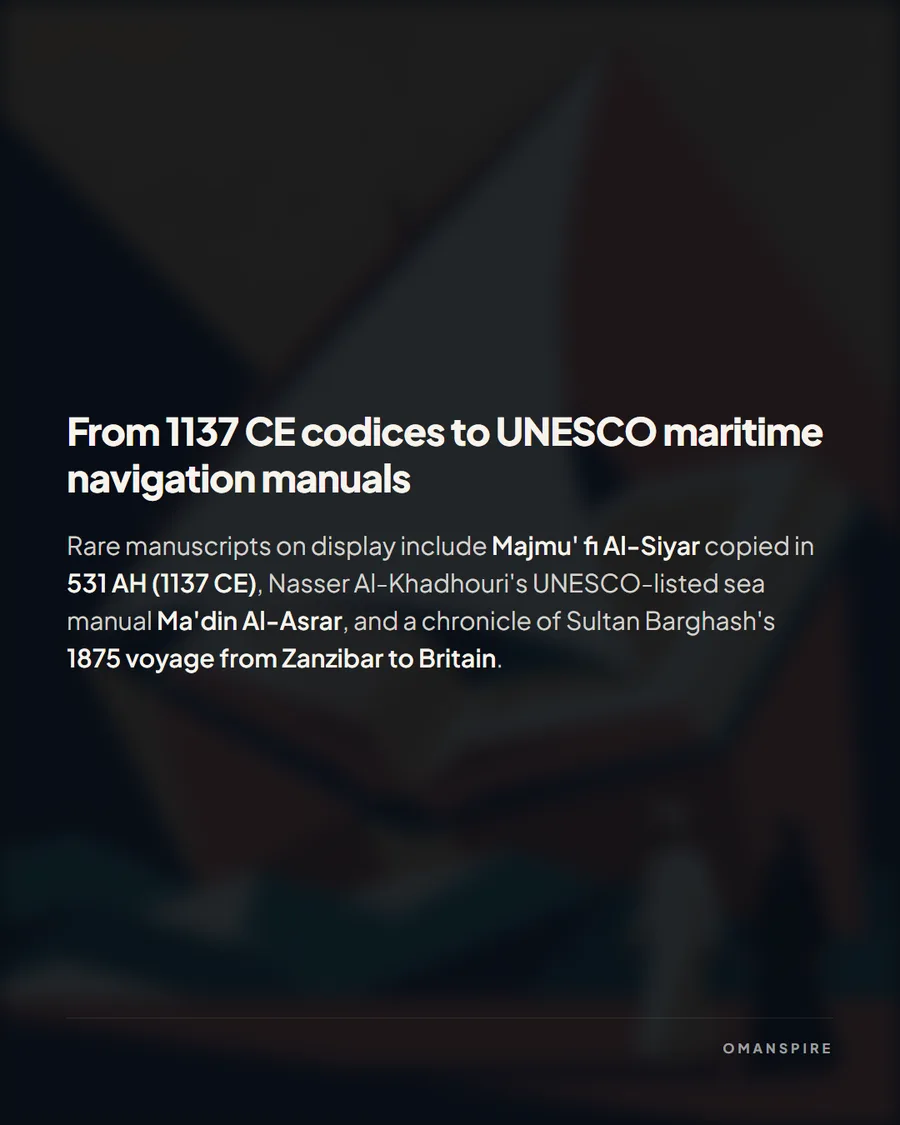 From 1137 CE codices to UNESCO maritime
navigation manuals
Rare manuscripts on display include Majmu' fi Al-Siyar copied in
531 AH (1137 CE), Nasser Al-Khadhouri's UNESCO-listed sea
manual Ma'din Al-Asrar, and a chronicle of Sultan Barghash's
1875 voyage from Zanzibar to Britain.
OMANSPIRE